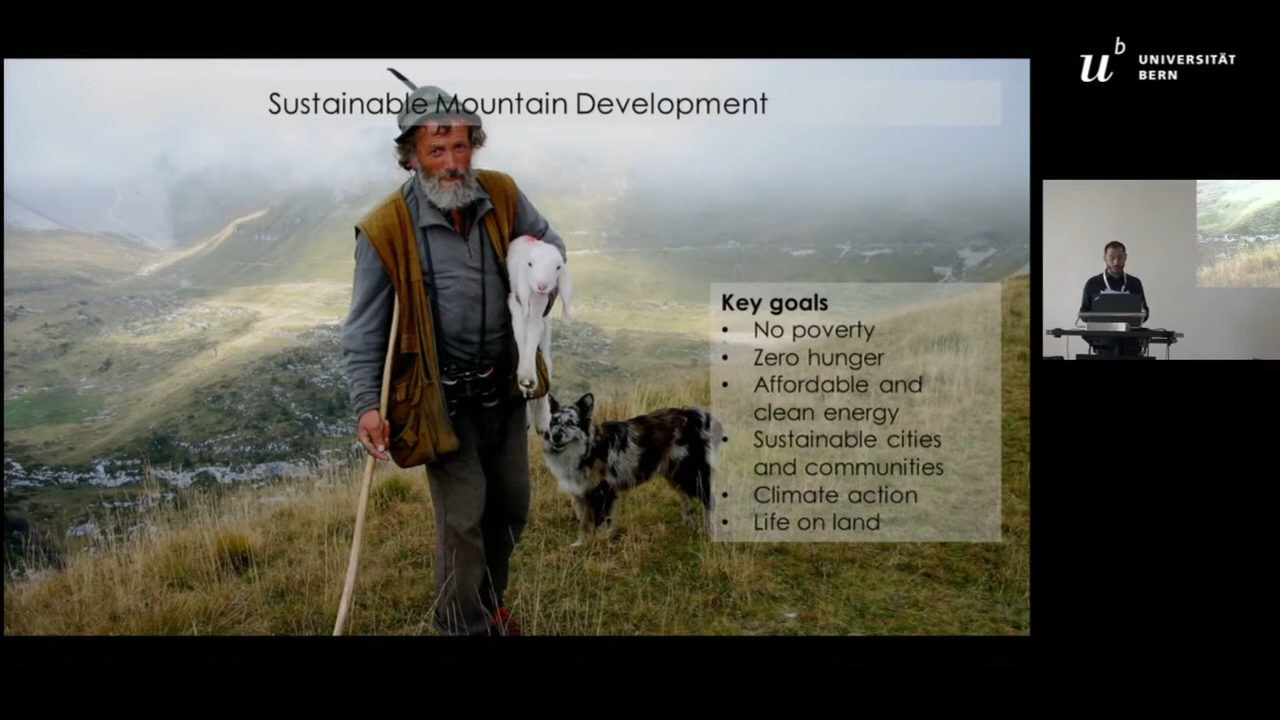 Sustainable Mountain Development
Key goals
• No poverty
• Zero hunger
• Affordable and
clean energy
• Sustainable cities
and communities
• Climate action
• Life on land
u
b
UNIVERSITÄT
BERN